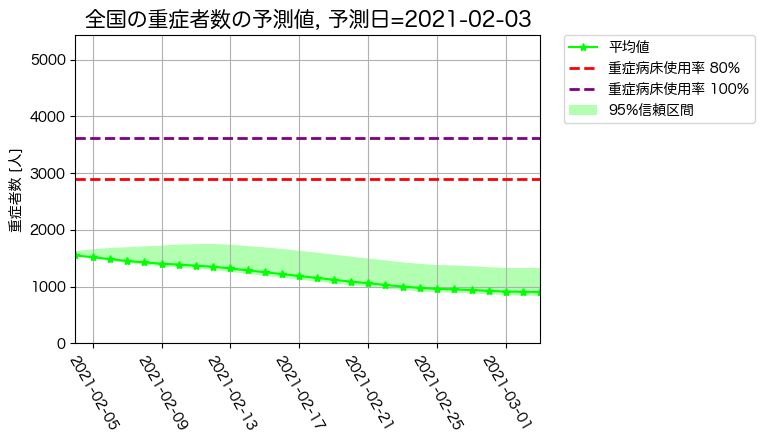 全国の重症者数の予測値, 予測日=2021-02-03
重症者数 [人]
5000
4000
3000
2000
1000
0
2021-02-05
2021-02-09
2021-02-13
2021-02-17
2021-02-21
2021-02-25
2021-03-01
平均値
重症病床使用率 80%
重症病床使用率 100%
95%信頼区間